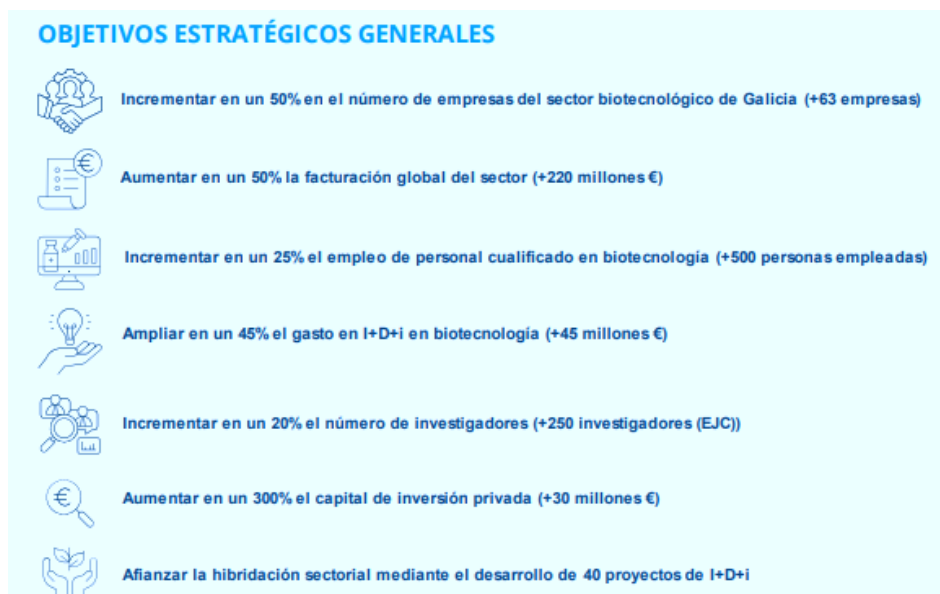 OBJETIVOS ESTRATÉGICOS GENERALES
Incrementar en un 50% en el número de empresas del sector biotecnológico de Galicia (+63 empresas)
€
Aumentar en un 50% la facturación global del sector (+220 millones €)
Incrementar en un 25% el empleo de personal cualificado en biotecnología (+500 personas empleadas)
Ampliar en un 45% el gasto en I+D+i en biotecnología (+45 millones €)
Incrementar en un 20% el número de investigadores (+250 investigadores (EJC))
€
Aumentar en un 300% el capital de inversión privada (+30 millones €)
Afianzar la hibridación sectorial mediante el desarrollo de 40 proyectos de I+D+i